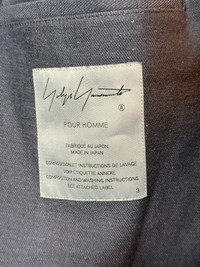 Yohji Yamamoto
®
POUR HOMME
FABRIQUE AU JAPON
MADE IN JAPAN
COMPOSITION ET INSTRUCTIONS DE LAVAGE
SUR ETIQUETTE ANNEXE
COMPOSITION AND WASHING INSTRUCTIONS
SEE ATTACHED LABEL
3